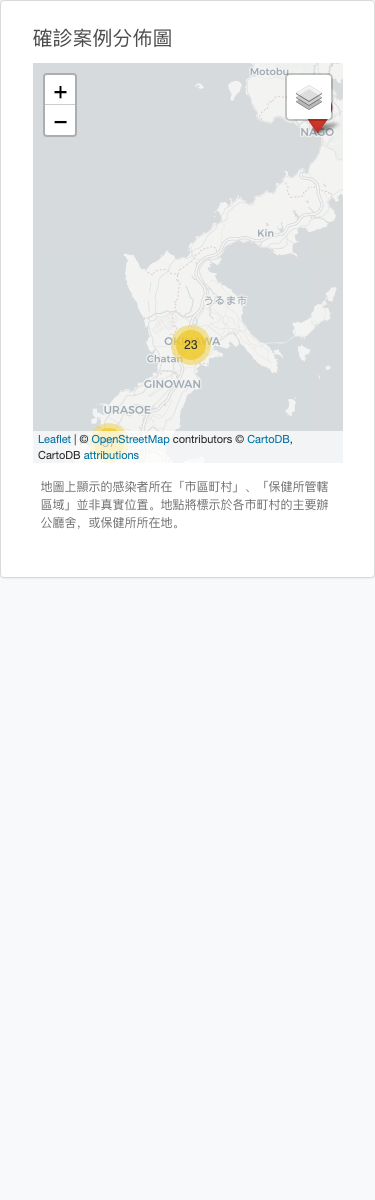 確診案例分佈圖
Motobu
+
−
NAGO
Kin
うるま市
23
Chatan
GINOWAN
URASOE
Leaflet | © OpenStreetMap contributors © CartoDB,
CartoDB attributions
地圖上顯示的感染者所在「市區町村」、「保健所管轄
區域」並非真實位置。地點將標示於各市町村的主要辦
公廳舍，或保健所所在地。